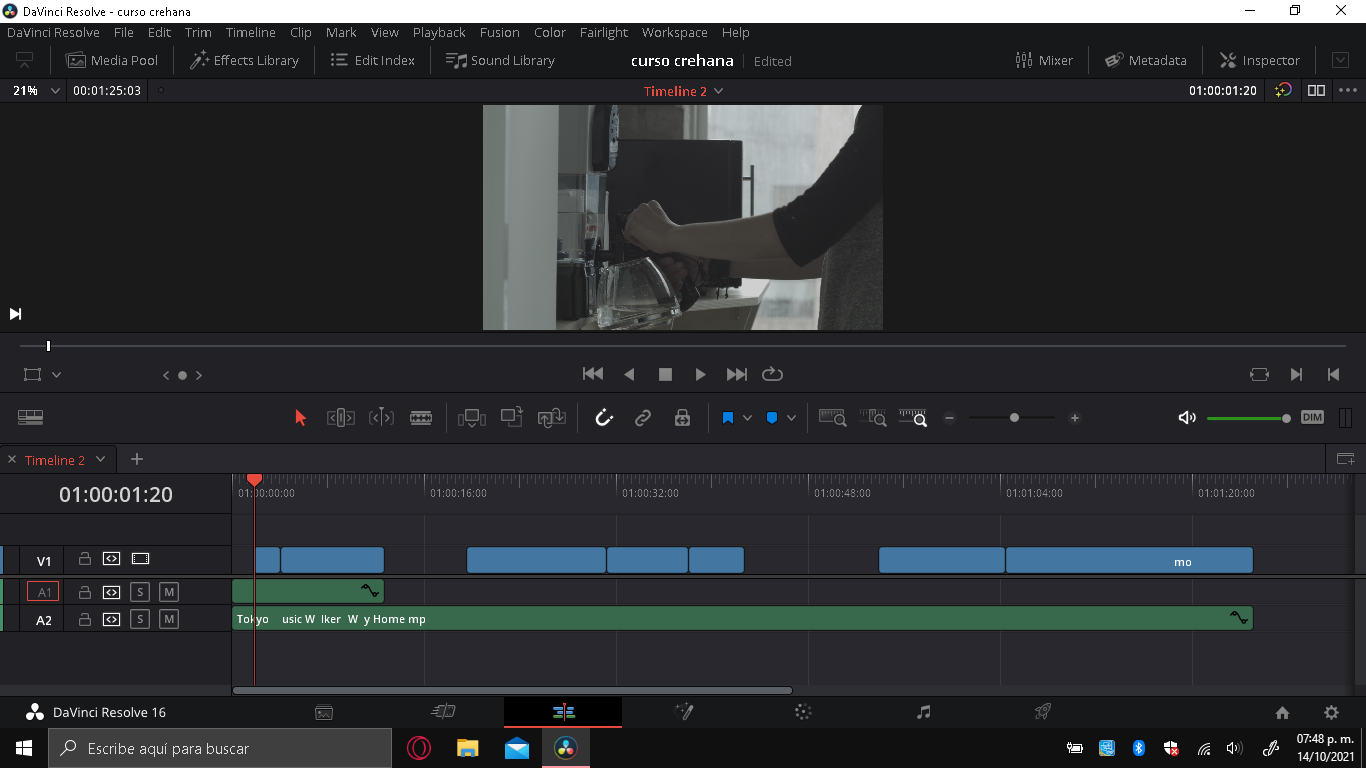 DaVinci Resolve - curso crehana
DaVinci Resolve File Edit Trim Timeline Clip Mark View Playback Fusion Color Fairlight Workspace Help
Media Pool Effects Library Edit Index Sound Library curso crehana Edited Mixer Metadata Inspector
21% 00:01:25:03 Timeline 2 01:00:01:20
DIM
Timeline 2
01:00:01:20 01:00:00:00 01:00:16:00 01:00:32:00 01:00:48:00 01:01:04:00 01:01:20:00
V1 mo
A1 S M
A2 S M Tokyo usic W lker W y Home mp
DaVinci Resolve 16
Escribe aquí para buscar
07:48 p. m.
14/10/2021